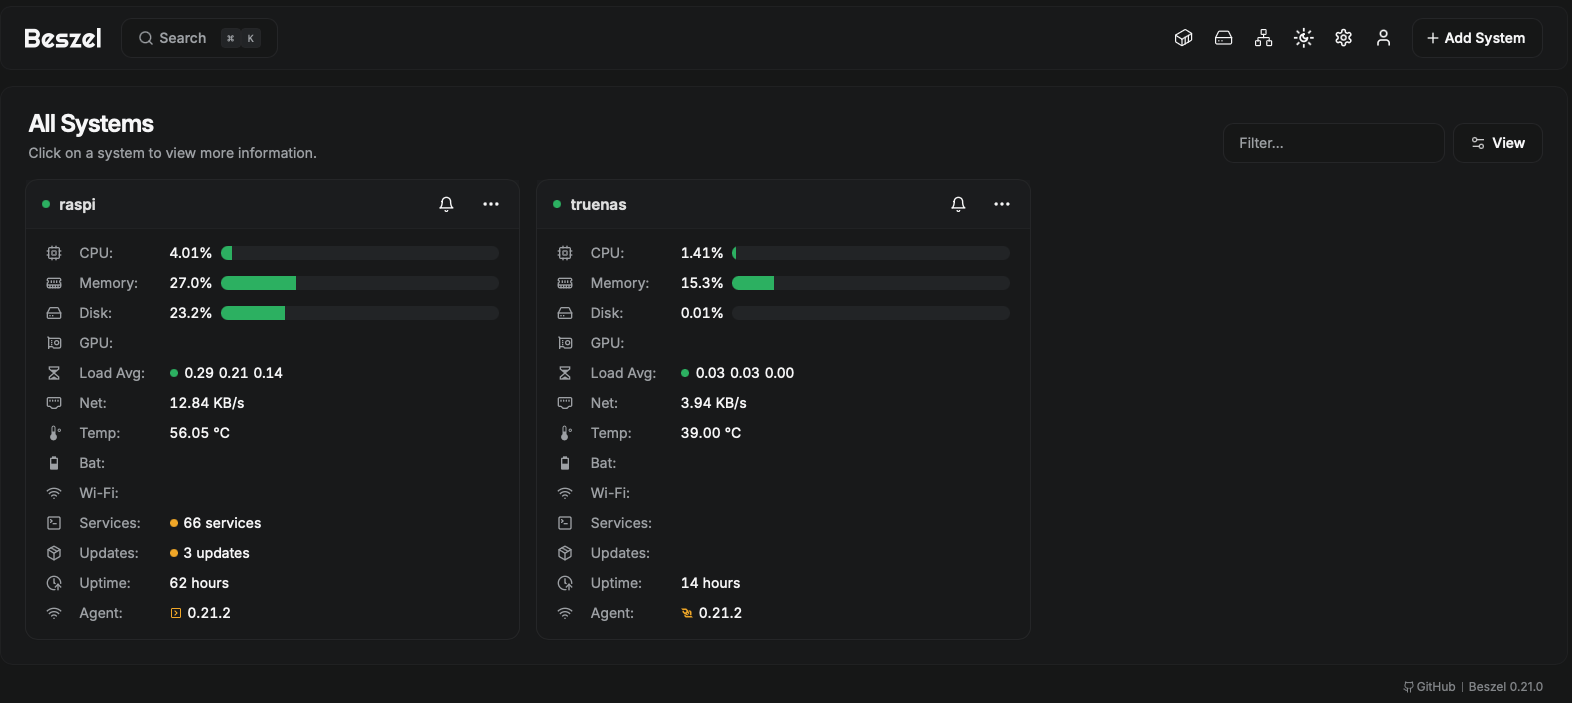 Beszel
Search ⌘ K
+ Add System
All Systems
Click on a system to view more information.
Filter...
View
raspi
CPU: 4.01%
Memory: 27.0%
Disk: 23.2%
GPU:
Load Avg: 0.29 0.21 0.14
Net: 12.84 KB/s
Temp: 56.05 °C
Bat:
Wi-Fi:
Services: 66 services
Updates: 3 updates
Uptime: 62 hours
Agent: 0.21.2
truenas
CPU: 1.41%
Memory: 15.3%
Disk: 0.01%
GPU:
Load Avg: 0.03 0.03 0.00
Net: 3.94 KB/s
Temp: 39.00 °C
Bat:
Wi-Fi:
Services:
Updates:
Uptime: 14 hours
Agent: 0.21.2
GitHub | Beszel 0.21.0